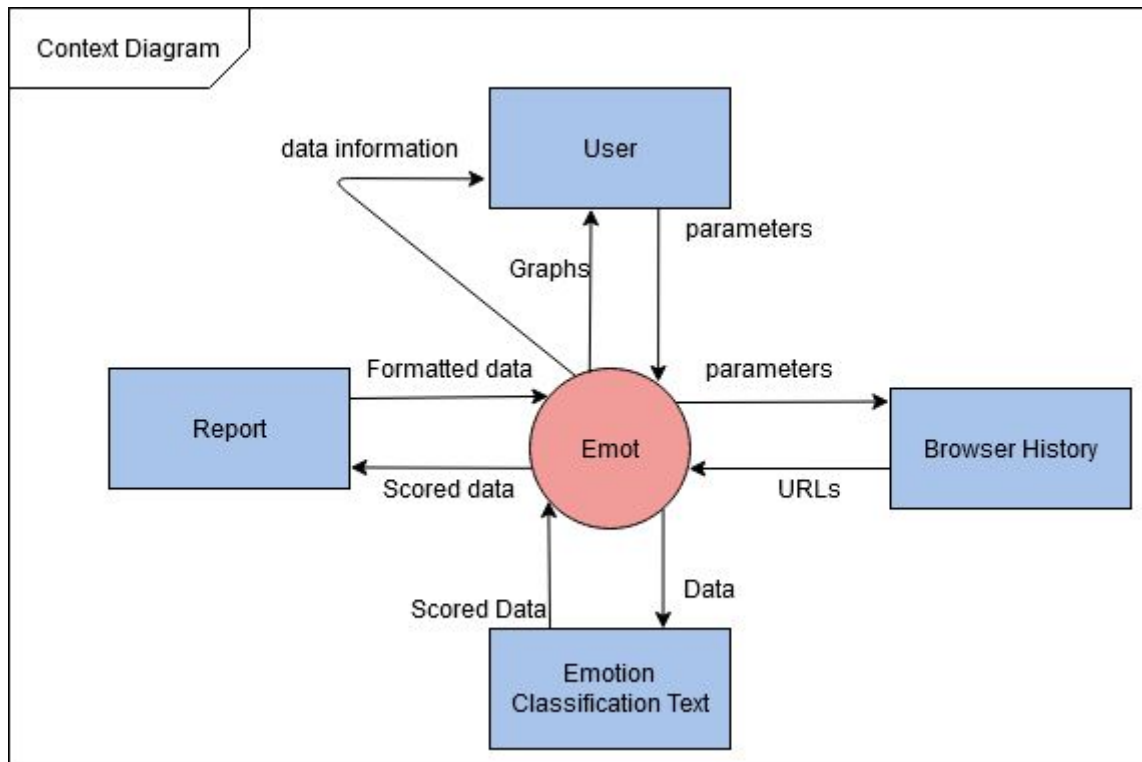 Context Diagram
User
data information
parameters
Graphs
Formatted data
parameters
Report
Emot
Browser History
Scored data
URLs
Data
Scored Data
Emotion
Classification Text